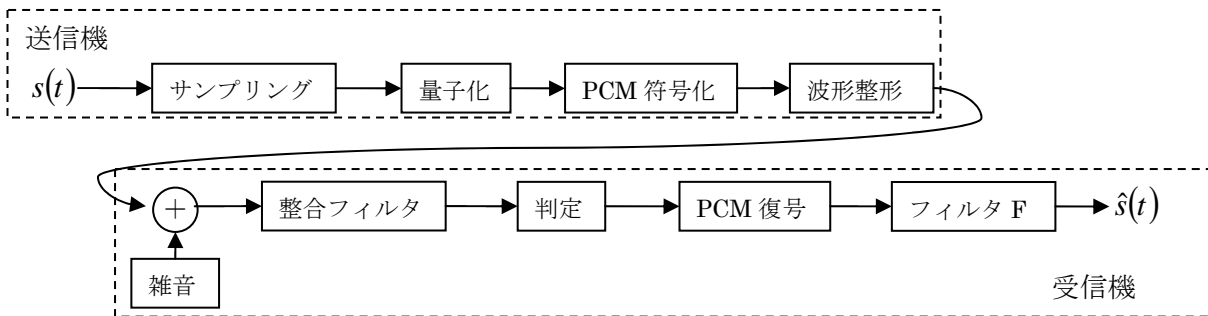 送信機
s(t)
サンプリング
量子化
PCM 符号化
波形整形
+
整合フィルタ
判定
PCM 復号
フィルタ F
ŝ(t)
雑音
受信機